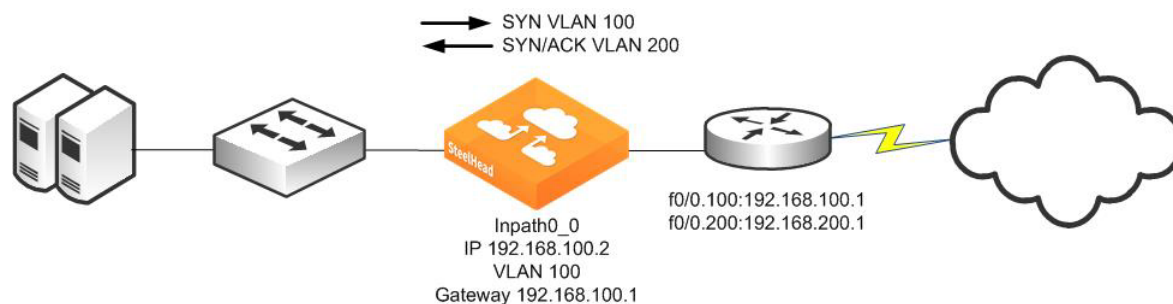 SYN VLAN 100
SYN/ACK VLAN 200
SteelHead
Inpath0_0
IP 192.168.100.2
VLAN 100
Gateway 192.168.100.1
f0/0.100:192.168.100.1
f0/0.200:192.168.200.1